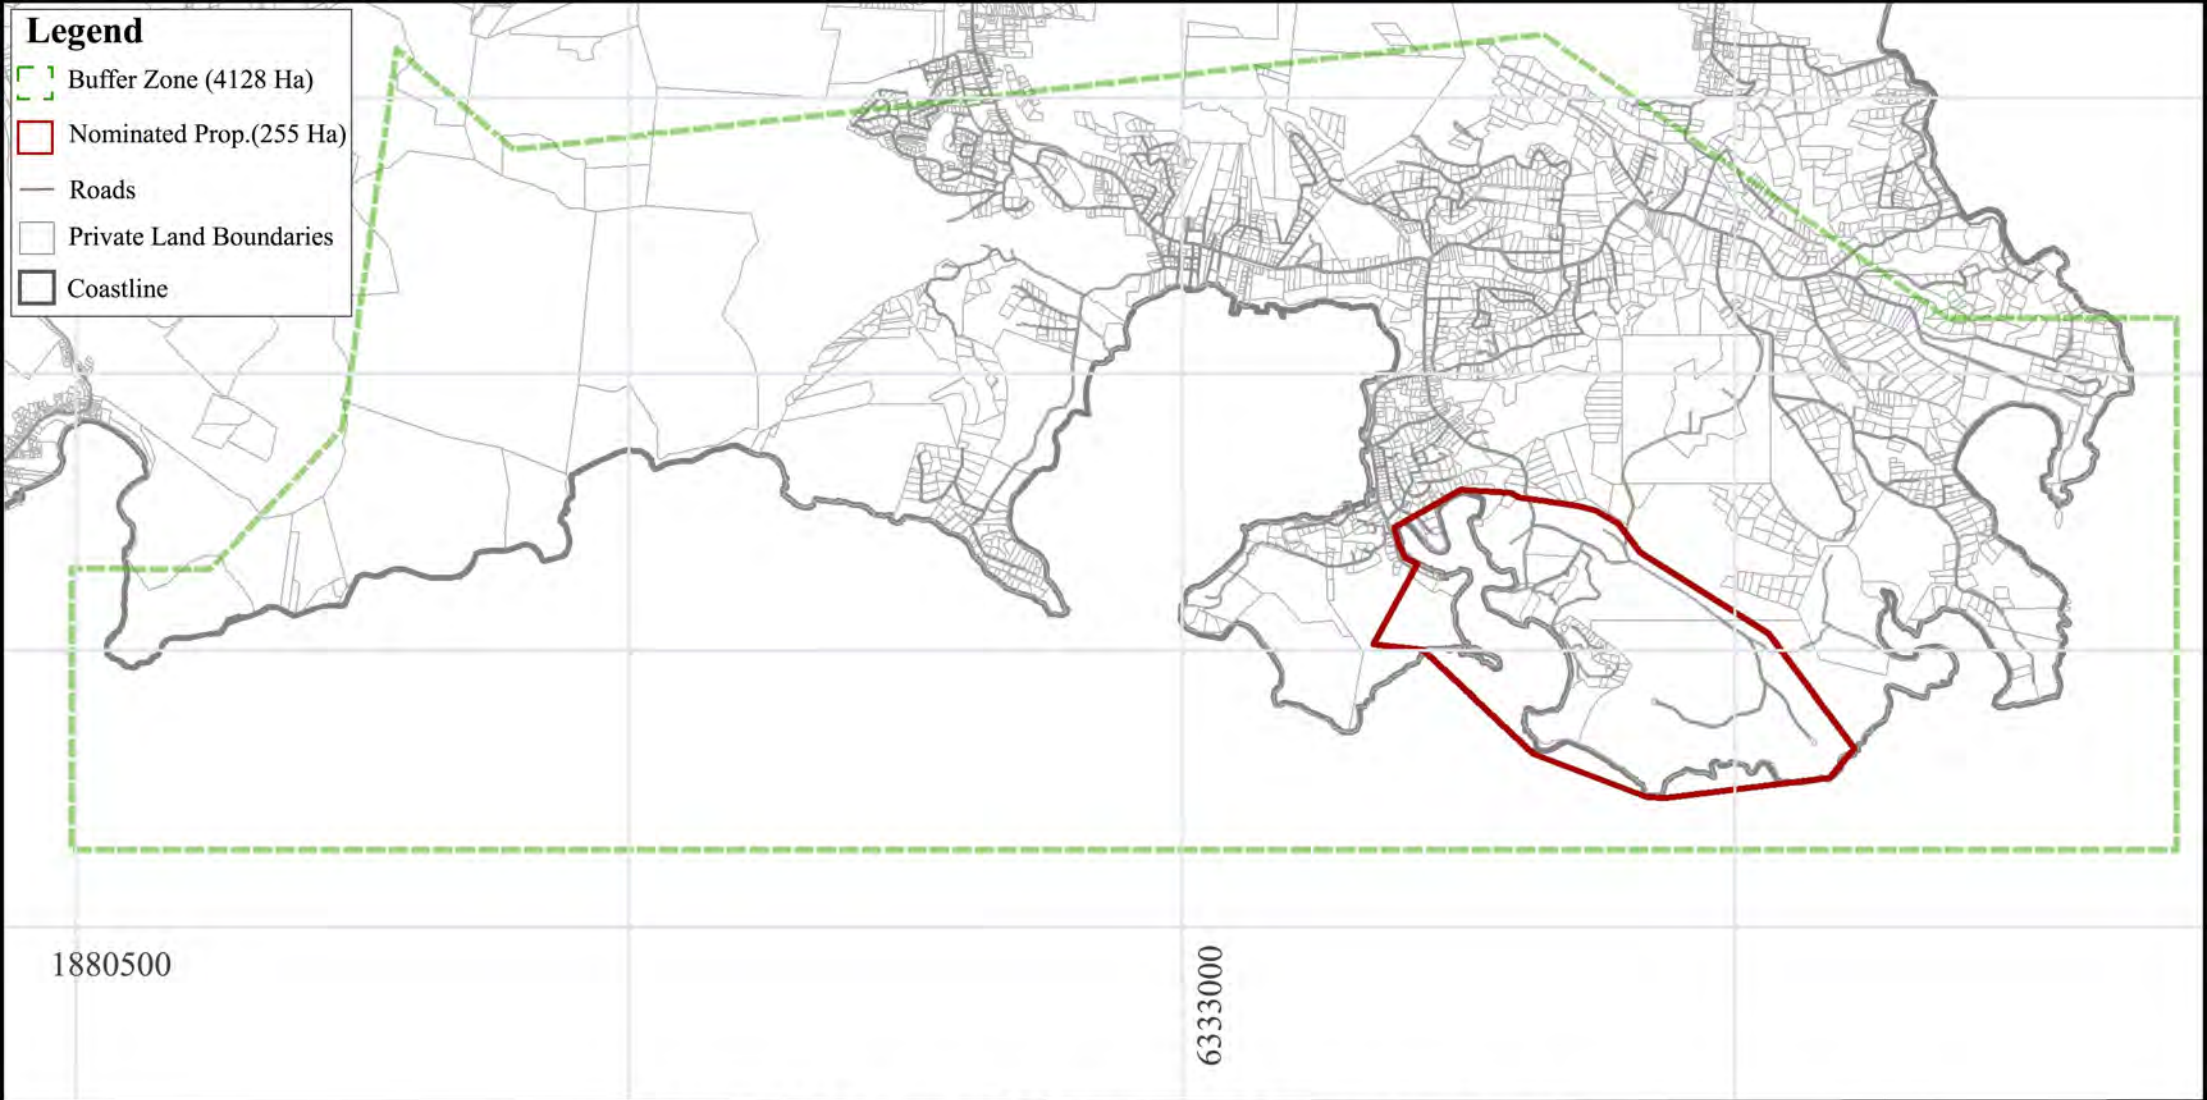 Legend
Buffer Zone (4128 Ha)
Nominated Prop.(255 Ha)
Roads
Private Land Boundaries
Coastline
1880500
6333000